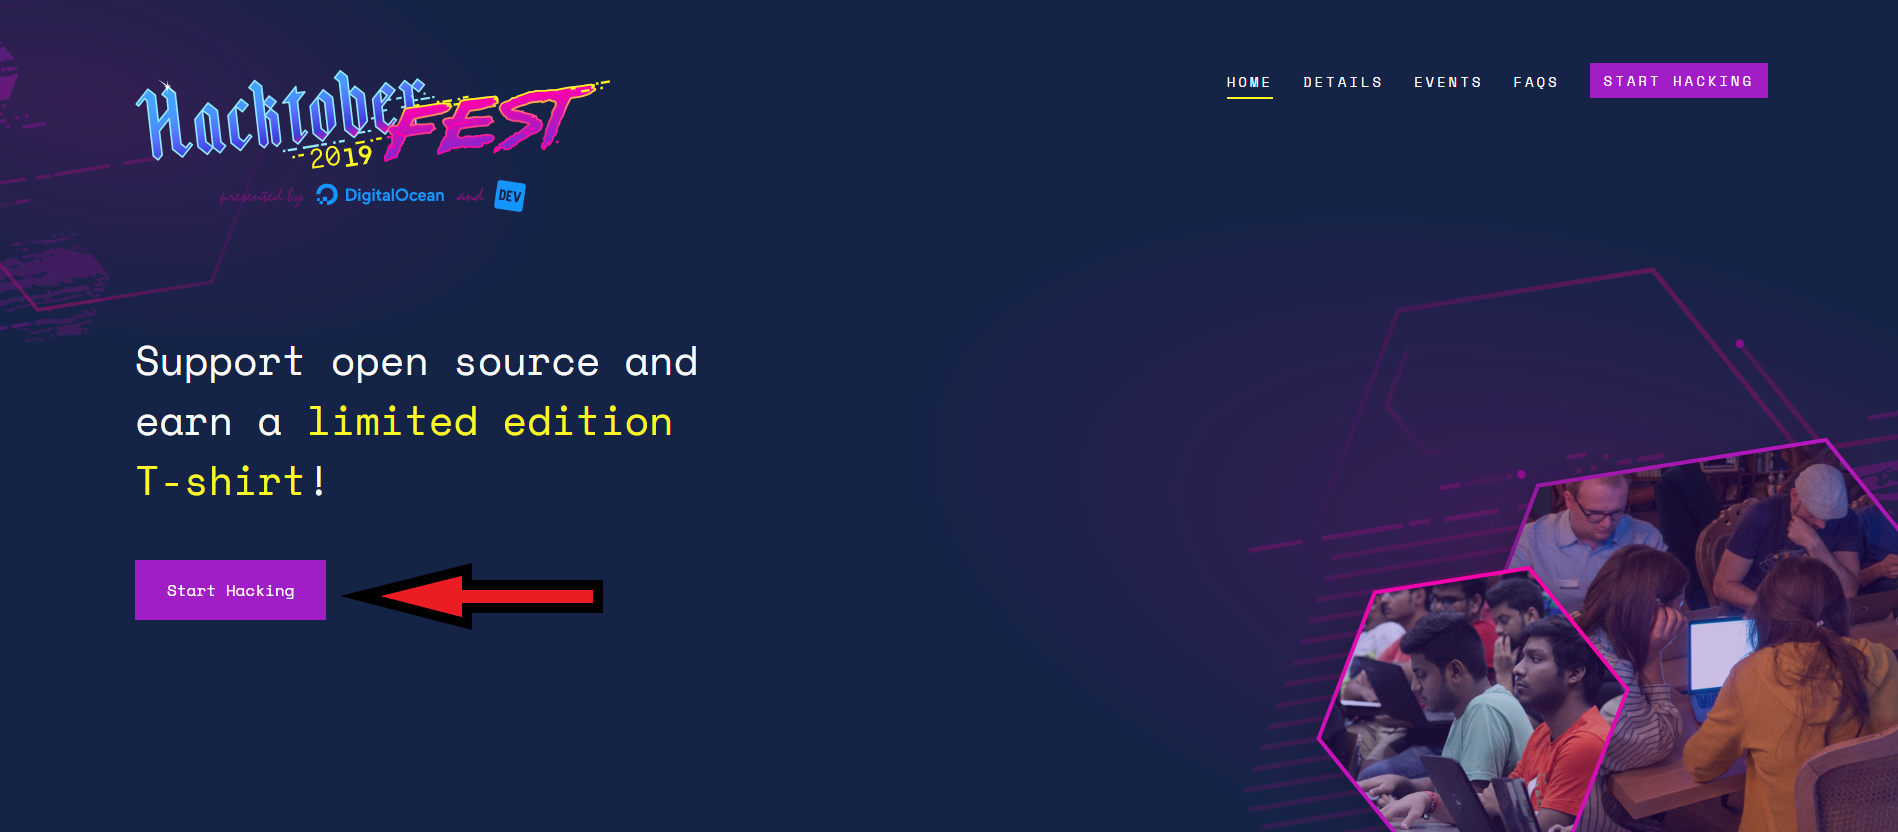 Hacktober FEST
2019
presented by DigitalOcean and DEV
HOME DETAILS EVENTS FAQS START HACKING
Support open source and
earn a limited edition
T-shirt!
Start Hacking